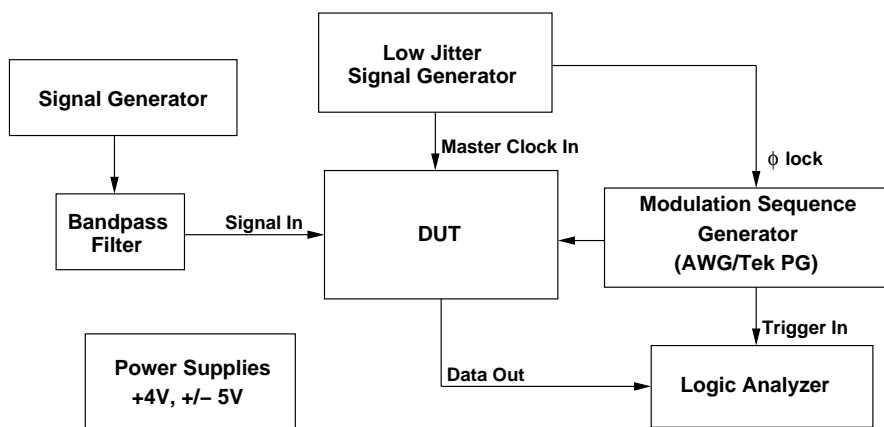 Low Jitter
Signal Generator
Signal Generator
Master Clock In
ϕ lock
Bandpass
Filter
Signal In
DUT
Modulation Sequence
Generator
(AWG/Tek PG)
Trigger In
Power Supplies
+4V, +/− 5V
Data Out
Logic Analyzer